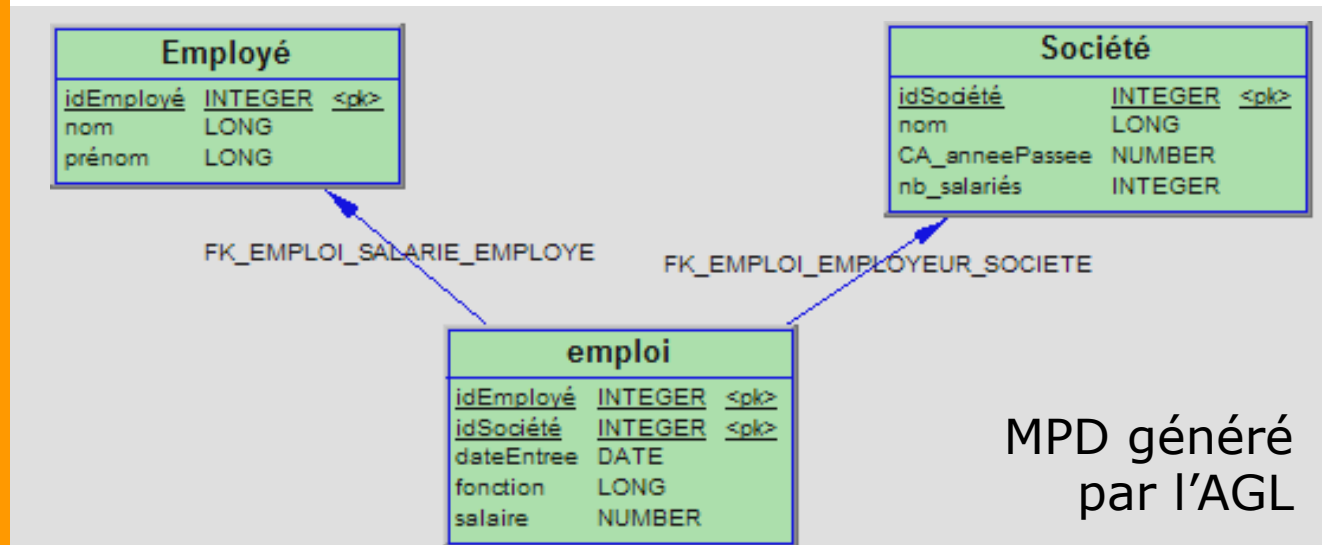 Employé
idEmployé INTEGER <pk>
nom LONG
prénom LONG
Société
idSociété INTEGER <pk>
nom LONG
CA_anneePassee NUMBER
nb_salariés INTEGER
FK_EMPLOI_SALARIE_EMPLOYE
FK_EMPLOI_EMPLOYEUR_SOCIETE
emploi
idEmployé INTEGER <pk>
idSociété INTEGER <pk>
dateEntree DATE
fonction LONG
salaire NUMBER
MPD généré
par l'AGL